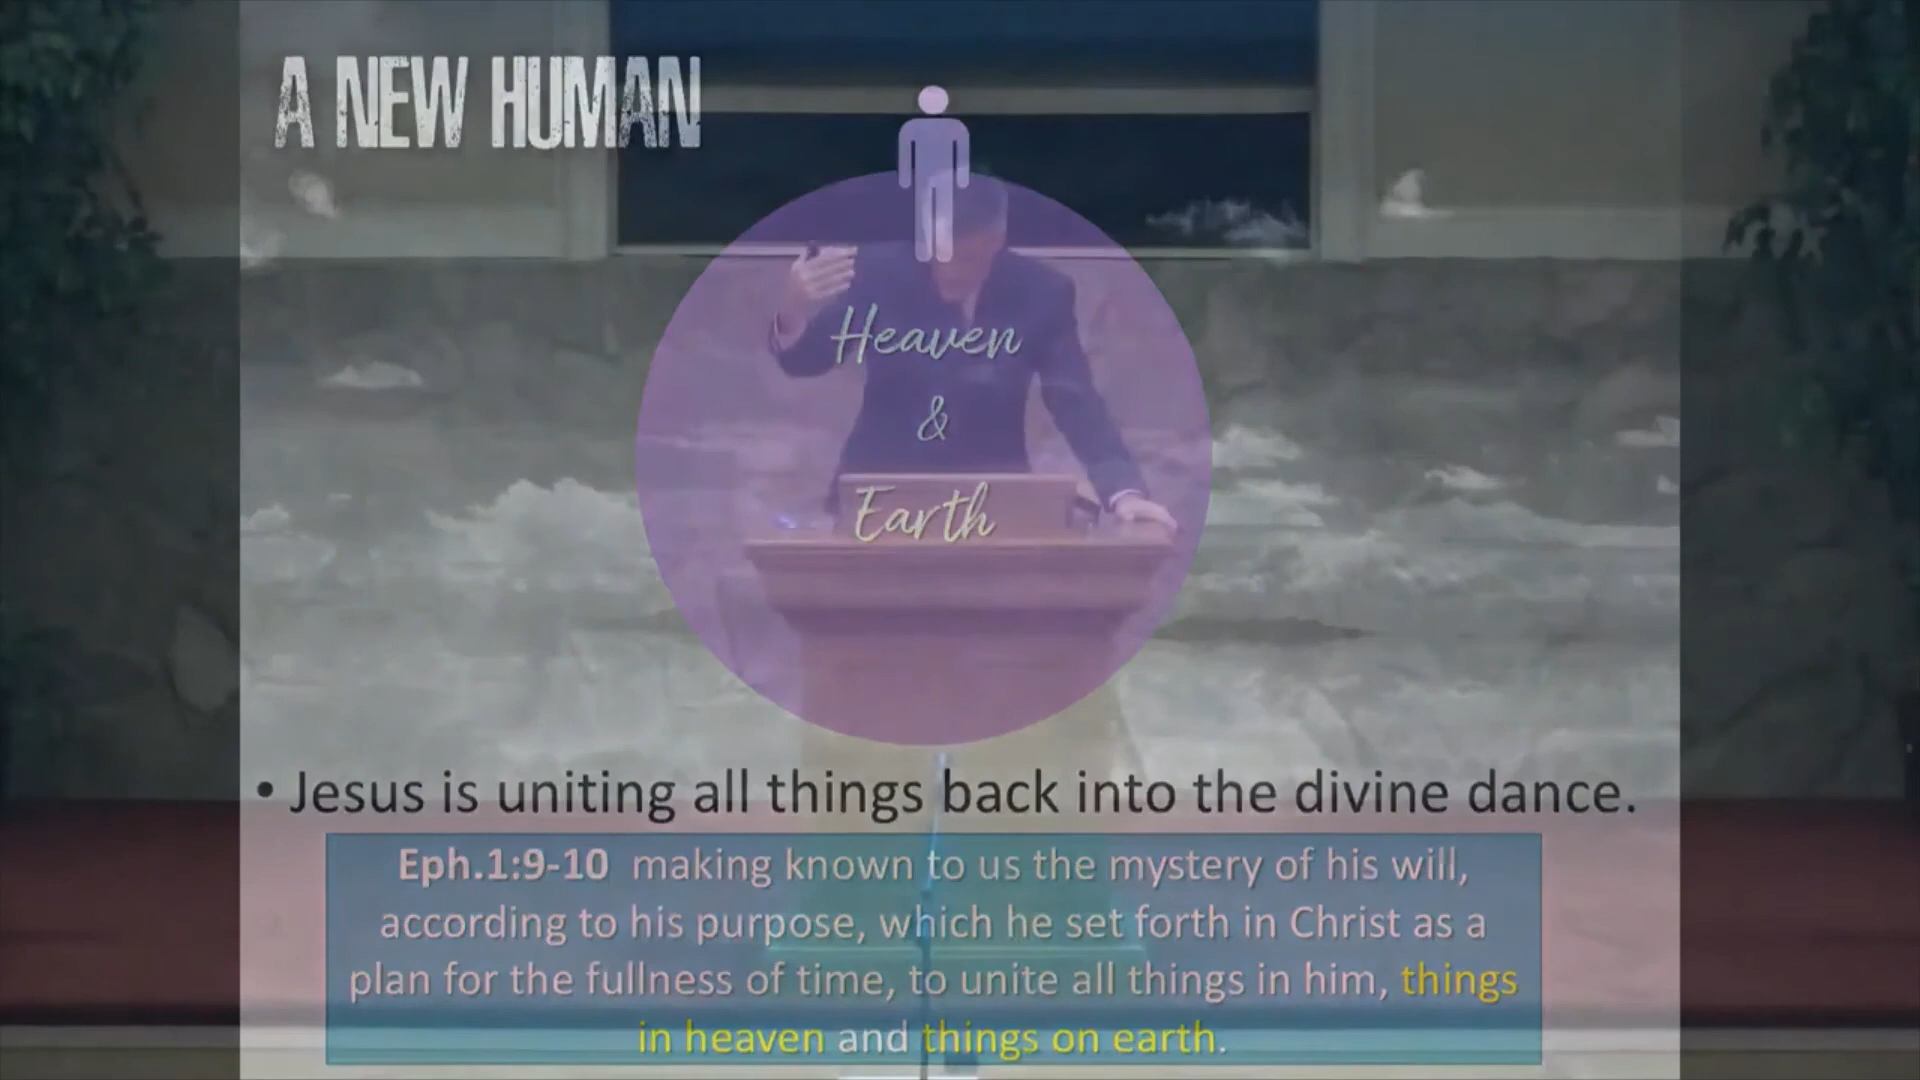 A NEW HUMAN
Heaven
&
Earth
• Jesus is uniting all things back into the divine dance.
Eph.1:9-10 making known to us the mystery of his will,
according to his purpose, which he set forth in Christ as a
plan for the fullness of time, to unite all things in him, things
in heaven and things on earth.